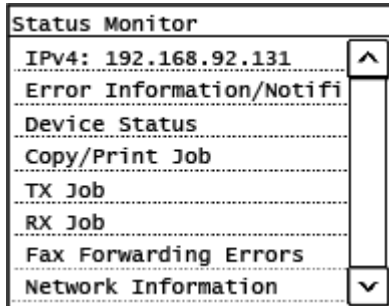 Status Monitor
IPv4: 192.168.92.131
Error Information/Notifi
Device Status
Copy/Print Job
TX Job
RX Job
Fax Forwarding Errors
Network Information